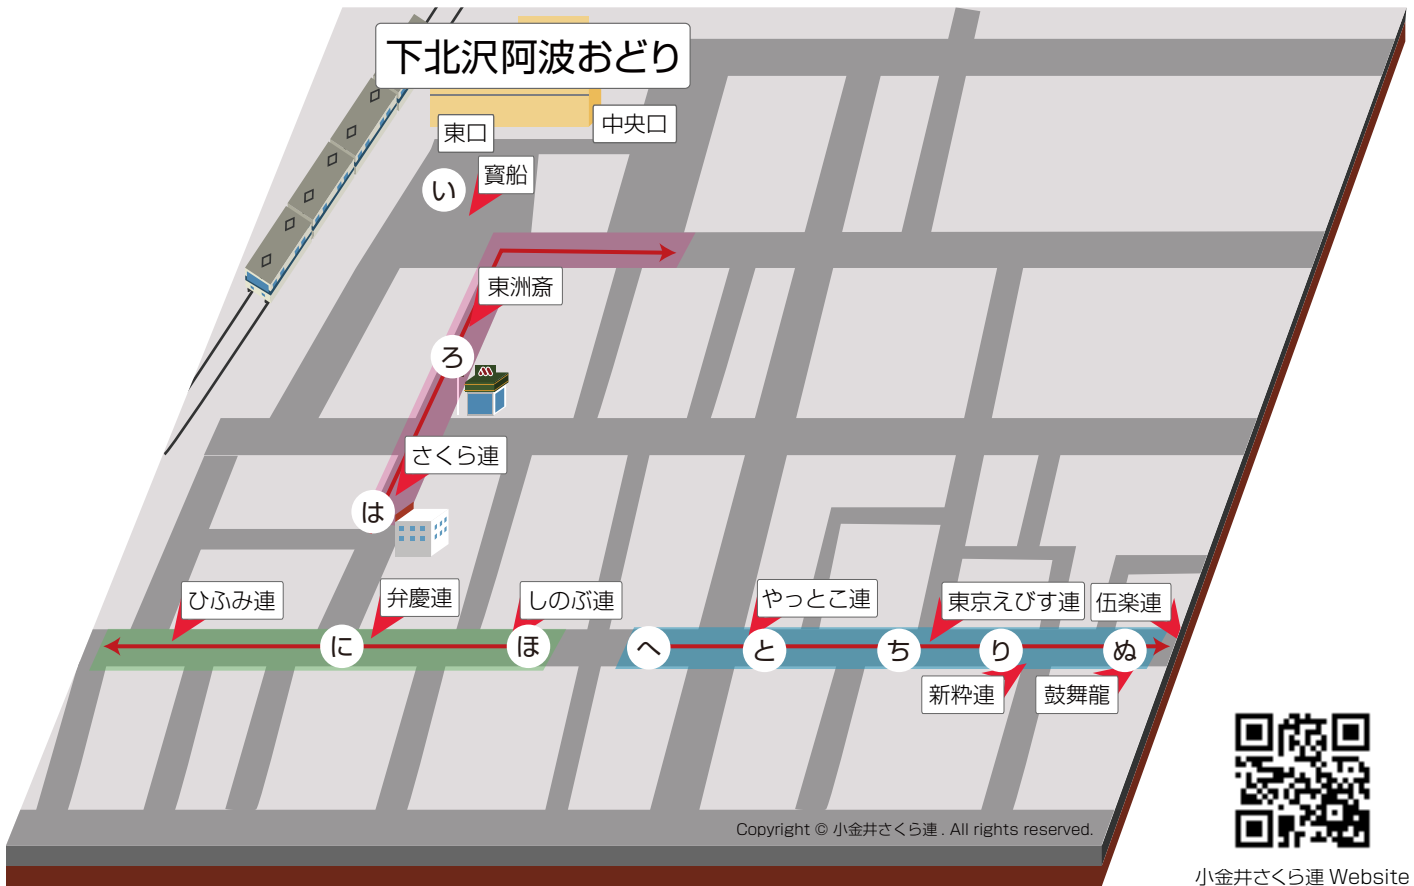 下北沢阿波おどり
東口
中央口
い
寳船
東洲斎
ろ
さくら連
は
ひふみ連
弁慶連
しのぶ連
やっとこ連
東京えびす連
伍楽連
に
ほ
へ
と
ち
り
ぬ
新粋連
鼓舞龍
Copyright © 小金井さくら連 . All rights reserved.
小金井さくら連 Website